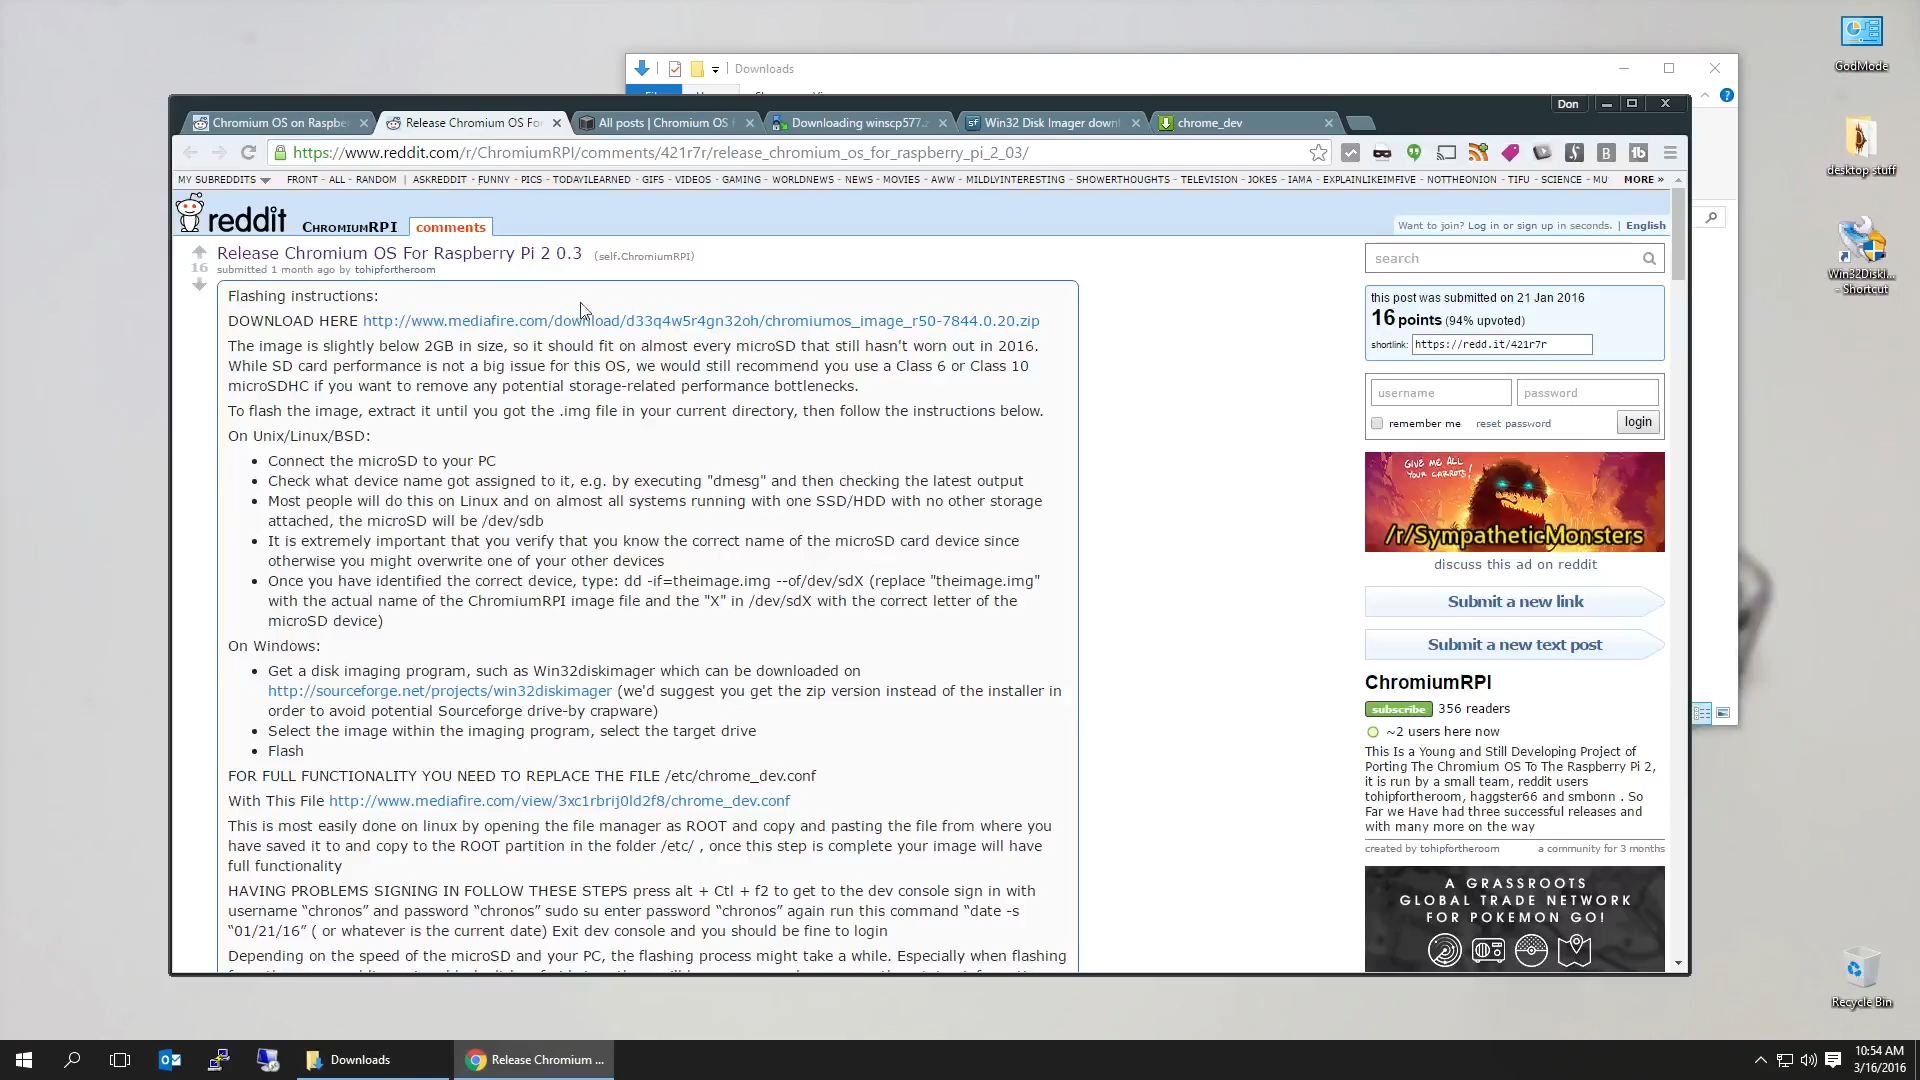 GodMode
Downloads
Don
Chromium OS on Raspbe
Release Chromium OS Fo
All posts | Chromium OS f
Downloading winscp577.z
Win32 Disk Imager downl
chrome_dev
https://www.reddit.com/r/ChromiumRPI/comments/421r7r/release_chromium_os_for_raspberry_pi_2_03/
desktop stuff
MY SUBREDDITS FRONT - ALL - RANDOM | ASKREDDIT - FUNNY - PICS - TODAYILEARNED - GIFS - VIDEOS - GAMING - WORLDNEWS - NEWS - MOVIES - AWW - MILDLYINTERESTING - SHOWERTHOUGHTS - TELEVISION - JOKES - IAMA - EXPLAINLIKEIMFIVE - NOTTHEONION - TIFU - SCIENCE - MU MORE »
reddit CHROMIUMRPI comments
Want to join? Log in or sign up in seconds. | English
Release Chromium OS For Raspberry Pi 2 0.3 (self.ChromiumRPI)
16 submitted 1 month ago by tohipfortheroom
Flashing instructions:
DOWNLOAD HERE http://www.mediafire.com/download/d33q4w5r4gn32oh/chromiumos_image_r50-7844.0.20.zip
The image is slightly below 2GB in size, so it should fit on almost every microSD that still hasn't worn out in 2016.
While SD card performance is not a big issue for this OS, we would still recommend you use a Class 6 or Class 10
microSDHC if you want to remove any potential storage-related performance bottlenecks.
To flash the image, extract it until you got the .img file in your current directory, then follow the instructions below.
On Unix/Linux/BSD:
• Connect the microSD to your PC
• Check what device name got assigned to it, e.g. by executing "dmesg" and then checking the latest output
• Most people will do this on Linux and on almost all systems running with one SSD/HDD with no other storage
attached, the microSD will be /dev/sdb
• It is extremely important that you verify that you know the correct name of the microSD card device since
otherwise you might overwrite one of your other devices
• Once you have identified the correct device, type: dd -if=theimage.img --of/dev/sdX (replace "theimage.img"
with the actual name of the ChromiumRPI image file and the "X" in /dev/sdX with the correct letter of the
microSD device)
On Windows:
• Get a disk imaging program, such as Win32diskimager which can be downloaded on
http://sourceforge.net/projects/win32diskimager (we'd suggest you get the zip version instead of the installer in
order to avoid potential Sourceforge drive-by crapware)
• Select the image within the imaging program, select the target drive
• Flash
FOR FULL FUNCTIONALITY YOU NEED TO REPLACE THE FILE /etc/chrome_dev.conf
With This File http://www.mediafire.com/view/3xc1rbrij0ld2f8/chrome_dev.conf
This is most easily done on linux by opening the file manager as ROOT and copy and pasting the file from where you
have saved it to and copy to the ROOT partition in the folder /etc/ , once this step is complete your image will have
full functionality
HAVING PROBLEMS SIGNING IN FOLLOW THESE STEPS press alt + Ctl + f2 to get to the dev console sign in with
username “chronos” and password “chronos” sudo su enter password “chronos” again run this command “date -s
“01/21/16” ( or whatever is the current date) Exit dev console and you should be fine to login
Depending on the speed of the microSD and your PC, the flashing process might take a while. Especially when flashing
search
this post was submitted on 21 Jan 2016
16 points (94% upvoted)
shortlink: https://redd.it/421r7r
username password
remember me reset password login
GIVE ME ALL
YOUR CARROTS!
/r/SympatheticMonsters
discuss this ad on reddit
Submit a new link
Submit a new text post
ChromiumRPI
subscribe 356 readers
~2 users here now
This Is a Young and Still Developing Project of
Porting The Chromium OS To The Raspberry Pi 2,
it is run by a small team, reddit users
tohipfortheroom, haggster66 and smbonn . So
Far we Have had three successful releases and
with many more on the way
created by tohipfortheroom a community for 3 months
A GRASSROOTS
GLOBAL TRADE NETWORK
FOR POKEMON GO!
Win32DiskI...
- Shortcut
Recycle Bin
Downloads
Release Chromium ...
10:54 AM
3/16/2016